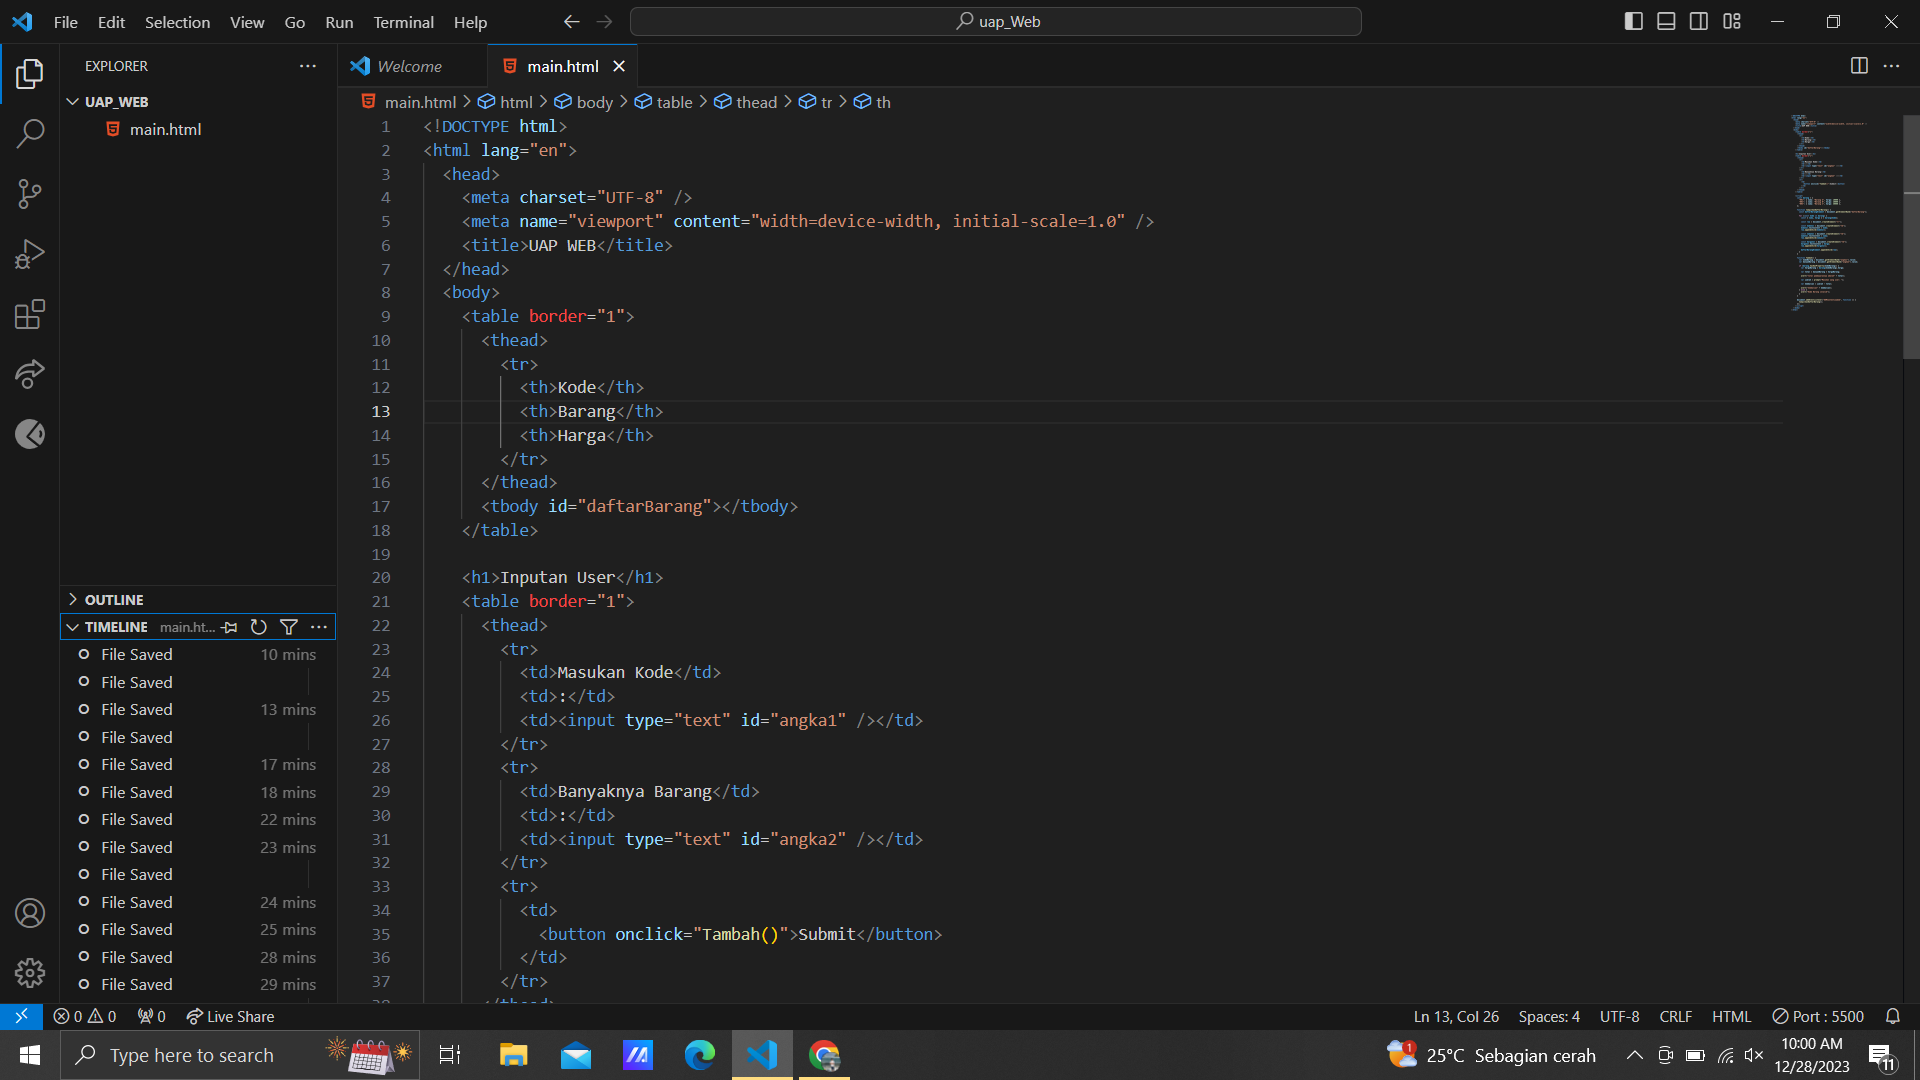 File Edit Selection View Go Run Terminal Help
uap_Web
EXPLORER
UAP_WEB
main.html
OUTLINE
TIMELINE main.ht...
File Saved 10 mins
File Saved
File Saved 13 mins
File Saved
File Saved 17 mins
File Saved 18 mins
File Saved 22 mins
File Saved 23 mins
File Saved
File Saved 24 mins
File Saved 25 mins
File Saved 28 mins
File Saved 29 mins
Welcome
main.html
main.html > html > body > table > thead > tr > th
1 <!DOCTYPE html>
2 <html lang="en">
3 <head>
4 <meta charset="UTF-8" />
5 <meta name="viewport" content="width=device-width, initial-scale=1.0" />
6 <title>UAP WEB</title>
7 </head>
8 <body>
9 <table border="1">
10 <thead>
11 <tr>
12 <th>Kode</th>
13 <th>Barang</th>
14 <th>Harga</th>
15 </tr>
16 </thead>
17 <tbody id="daftarBarang"></tbody>
18 </table>
19
20 <h1>Inputan User</h1>
21 <table border="1">
22 <thead>
23 <tr>
24 <td>Masukan Kode</td>
25 <td>:</td>
26 <td><input type="text" id="angka1" /></td>
27 </tr>
28 <tr>
29 <td>Banyaknya Barang</td>
30 <td>:</td>
31 <td><input type="text" id="angka2" /></td>
32 </tr>
33 <tr>
34 <td>
35 <button onclick="Tambah()">Submit</button>
36 </td>
37 </tr>
38 </thead>
0 0 0 Live Share
Ln 13, Col 26 Spaces: 4 UTF-8 CRLF HTML Port : 5500
Type here to search
1 25°C Sebagian cerah
10:00 AM
12/28/2023
11